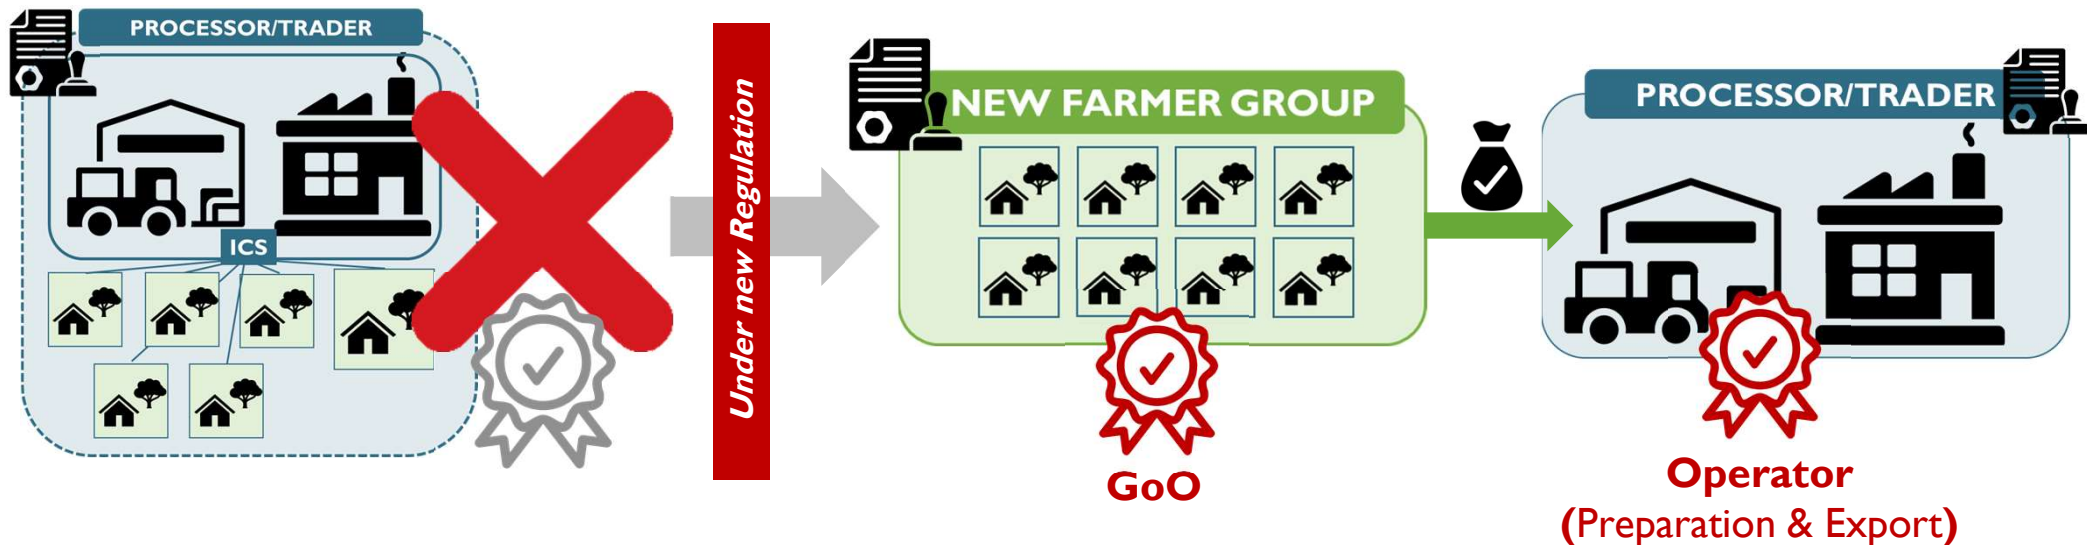 PROCESSOR/TRADER
ICS
Under new Regulation
NEW FARMER GROUP
GoO
PROCESSOR/TRADER
Operator
(Preparation & Export)